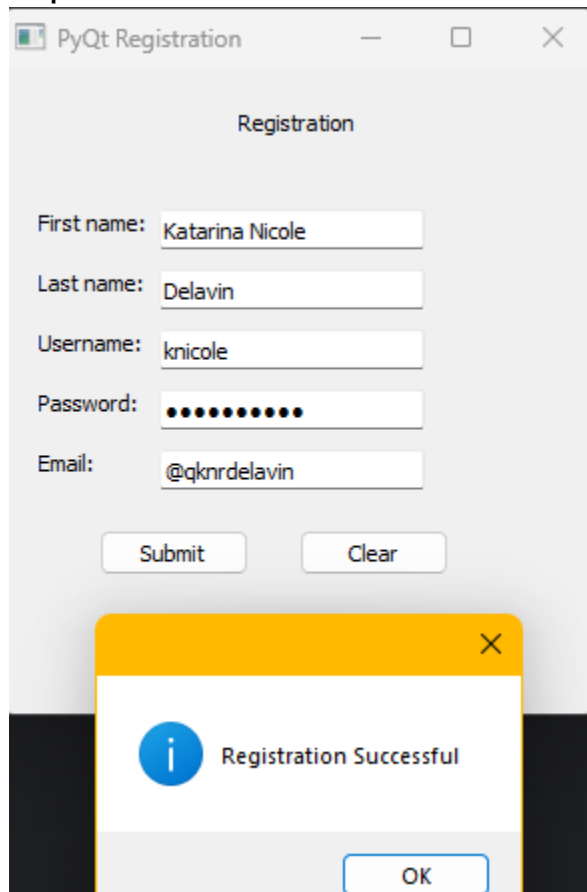 PyQt Registration
Registration
First name: Katarina Nicole
Last name: Delavin
Username: knicole
Password: ●●●●●●●●●●
Email: @qknrdelavin
Submit Clear
Registration Successful
OK